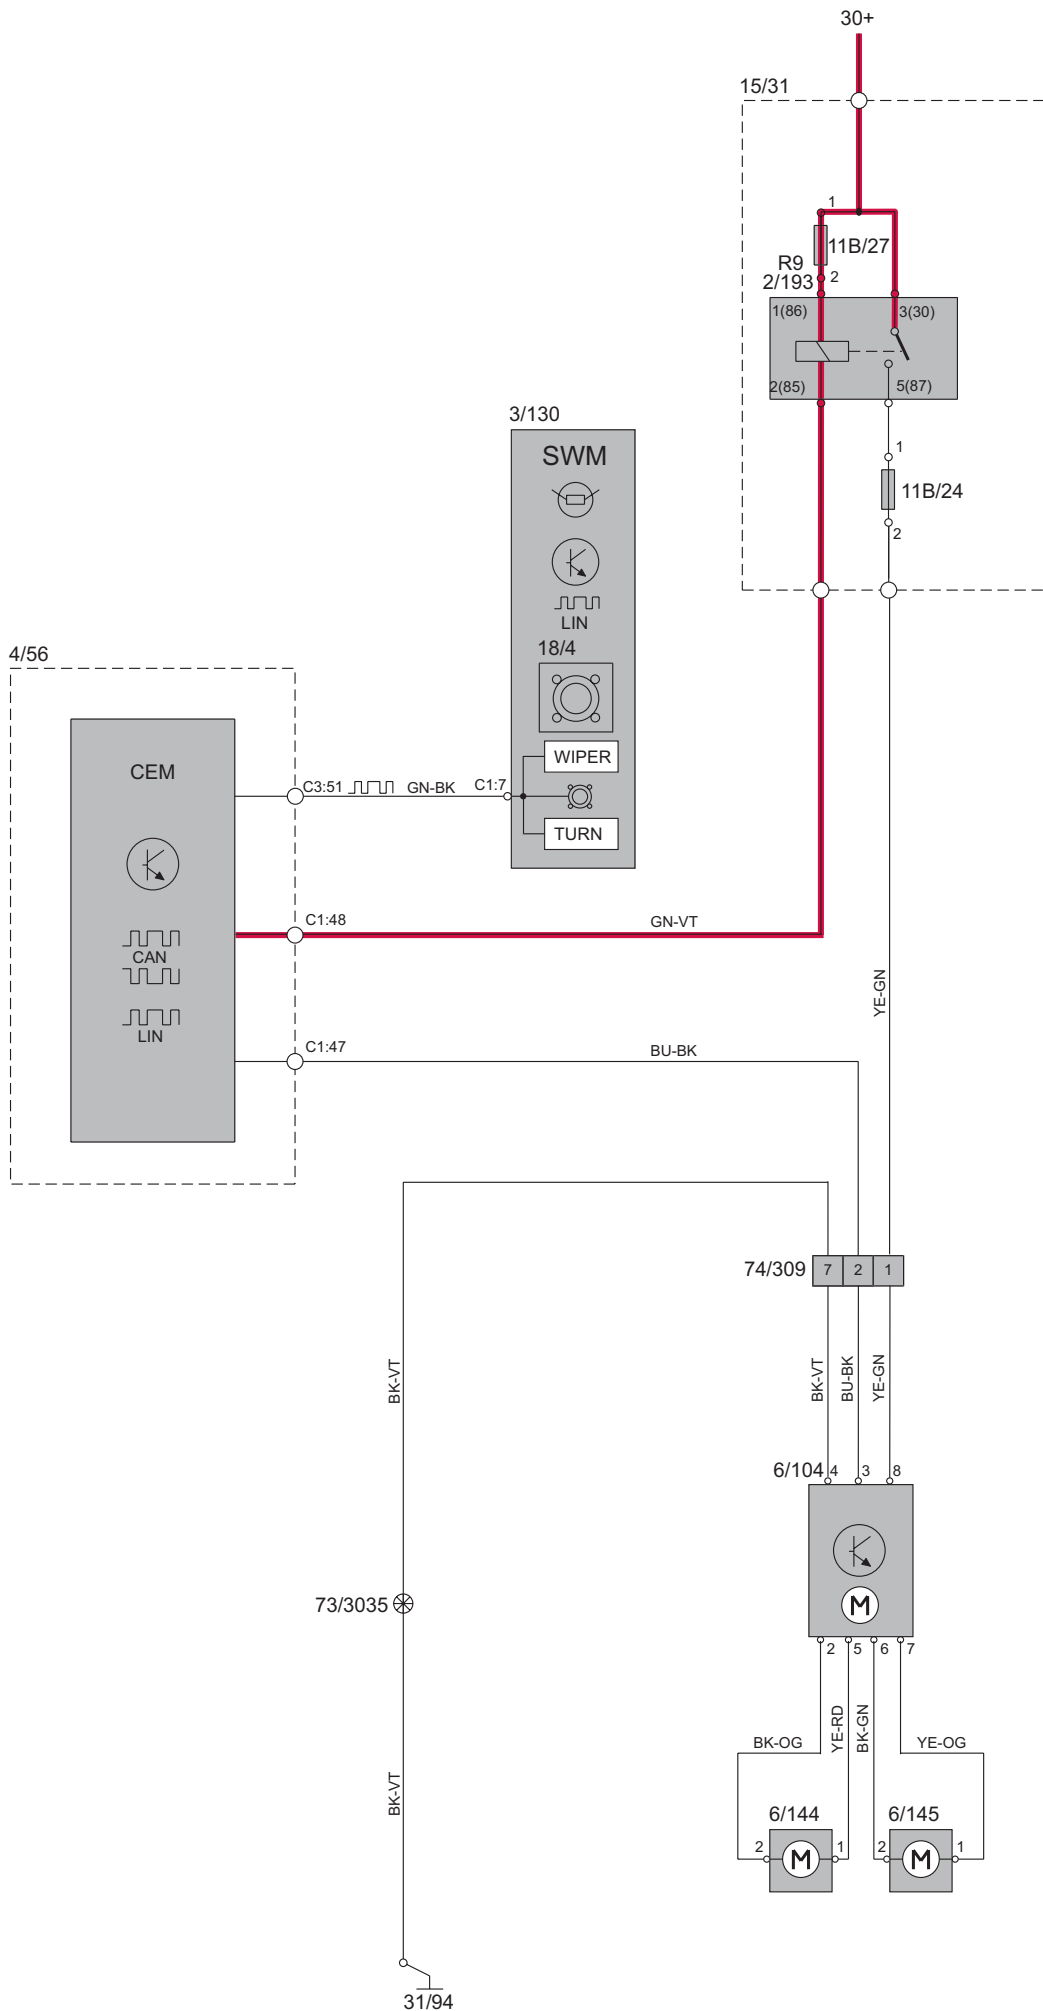 30+
15/31
1
11B/27
R9
2
2/193
1(86)
3(30)
2(85)
5(87)
3/130
SWM
1
11B/24
2
LIN
18/4
4/56
WIPER
CEM
C3:51
GN-BK
C1:7
TURN
C1:48
GN-VT
CAN
YE-GN
LIN
C1:47
BU-BK
74/309
7
2
1
BK-VT
BK-VT
BU-BK
YE-GN
6/104
4
3
8
M
73/3035
2
5
6
7
BK-OG
YE-RD
BK-GN
YE-OG
BK-VT
6/144
6/145
2
M
1
2
M
1
31/94